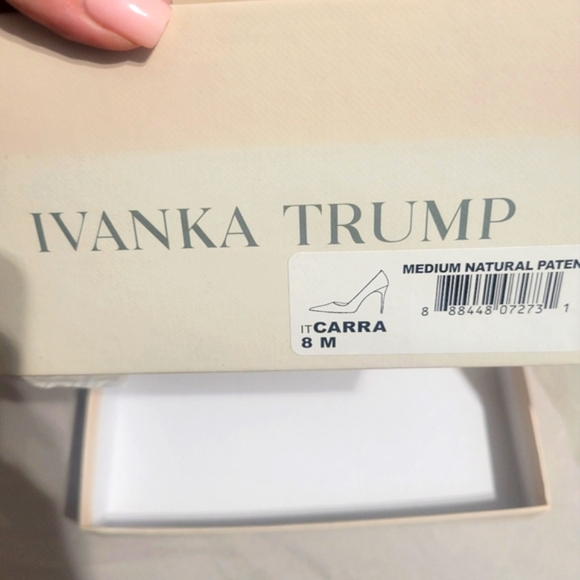 IVANKA TRUMP
MEDIUM NATURAL PATEN
ITCARRA
8 M
8 88448 07273 1